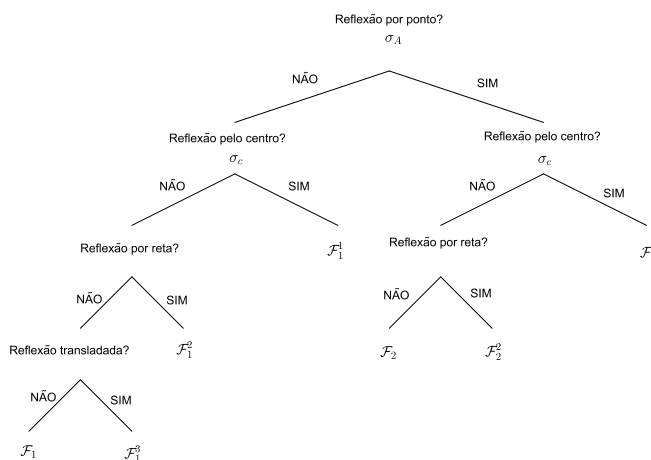 Reflexão por ponto?
σ_A
NÃO
SIM
Reflexão pelo centro?
σ_c
Reflexão pelo centro?
σ_c
NÃO
SIM
NÃO
SIM
Reflexão por reta?
ℱ_1^1
Reflexão por reta?
ℱ
NÃO
SIM
NÃO
SIM
Reflexão transladada?
ℱ_1^2
ℱ_2
ℱ_2^2
NÃO
SIM
ℱ_1
ℱ_1^3